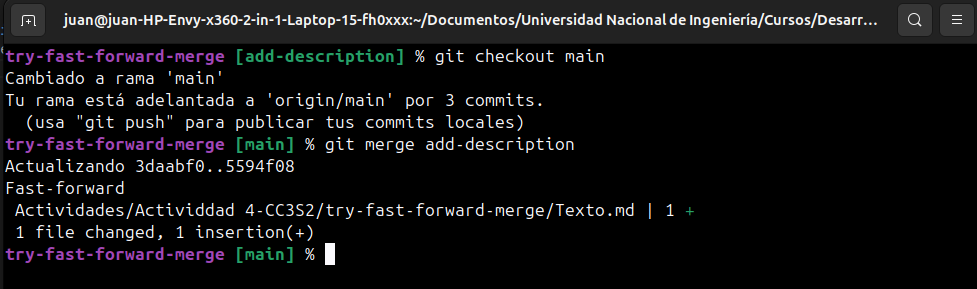 juan@juan-HP-Envy-x360-2-in-1-Laptop-15-fh0xxx:~/Documentos/Universidad Nacional de Ingeniería/Cursos/Desarr...
try-fast-forward-merge [add-description] % git checkout main
Cambiado a rama 'main'
Tu rama está adelantada a 'origin/main' por 3 commits.
  (usa "git push" para publicar tus commits locales)
try-fast-forward-merge [main] % git merge add-description
Actualizando 3daabf0..5594f08
Fast-forward
 Actividades/Actividdad 4-CC3S2/try-fast-forward-merge/Texto.md | 1 +
 1 file changed, 1 insertion(+)
try-fast-forward-merge [main] %